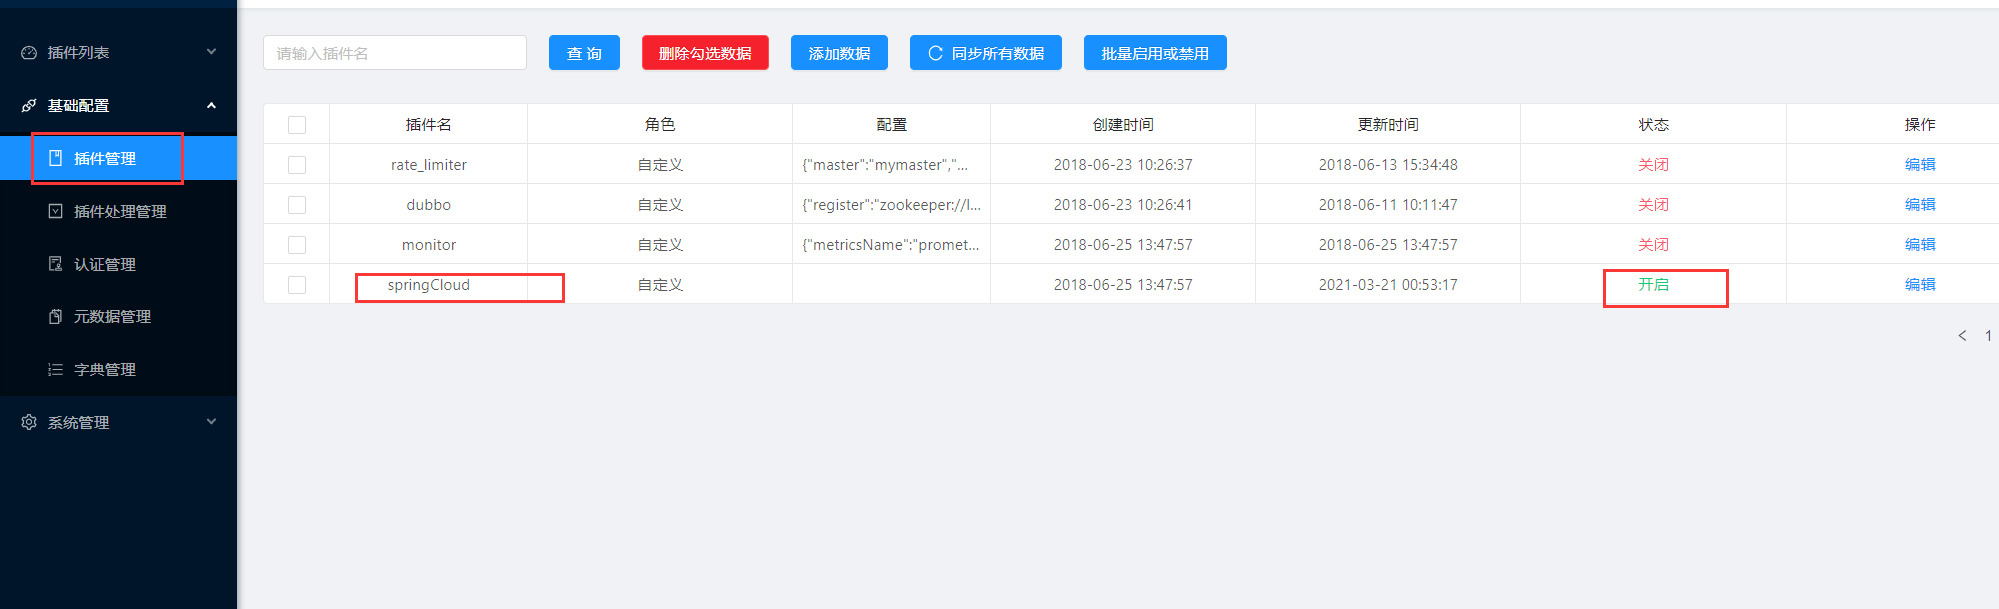 插件列表
基础配置
插件管理
插件处理管理
认证管理
元数据管理
字典管理
系统管理
请输入插件名 查 询 删除勾选数据 添加数据 同步所有数据 批量启用或禁用
插件名 角色 配置 创建时间 更新时间 状态 操作
rate_limiter 自定义 {"master":"mymaster","... 2018-06-23 10:26:37 2018-06-13 15:34:48 关闭 编辑
dubbo 自定义 {"register":"zookeeper://l... 2018-06-23 10:26:41 2018-06-11 10:11:47 关闭 编辑
monitor 自定义 {"metricsName":"promet... 2018-06-25 13:47:57 2018-06-25 13:47:57 关闭 编辑
springCloud 自定义 2018-06-25 13:47:57 2021-03-21 00:53:17 开启 编辑
< 1